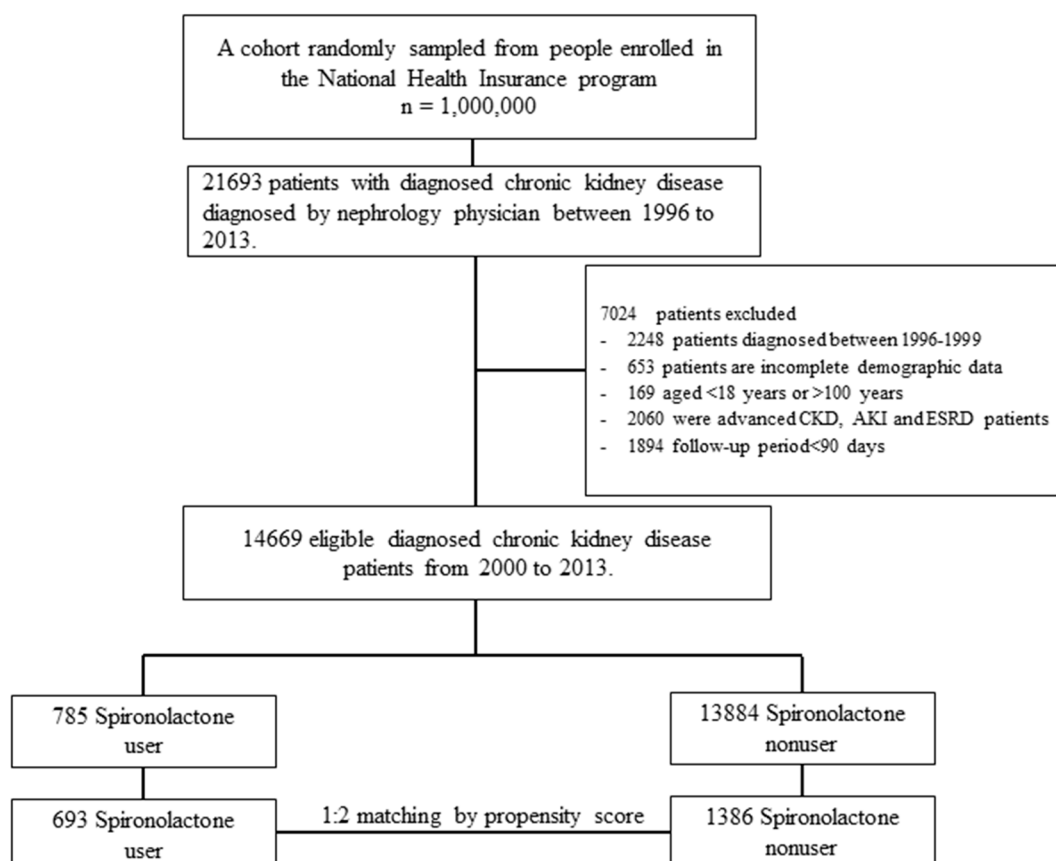 A cohort randomly sampled from people enrolled in
the National Health Insurance program
n = 1,000,000
21693 patients with diagnosed chronic kidney disease
diagnosed by nephrology physician between 1996 to
2013.
7024 patients excluded
- 2248 patients diagnosed between 1996-1999
- 653 patients are incomplete demographic data
- 169 aged <18 years or >100 years
- 2060 were advanced CKD, AKI and ESRD patients
- 1894 follow-up period<90 days
14669 eligible diagnosed chronic kidney disease
patients from 2000 to 2013.
785 Spironolactone
user
13884 Spironolactone
nonuser
693 Spironolactone
user
1:2 matching by propensity score
1386 Spironolactone
nonuser